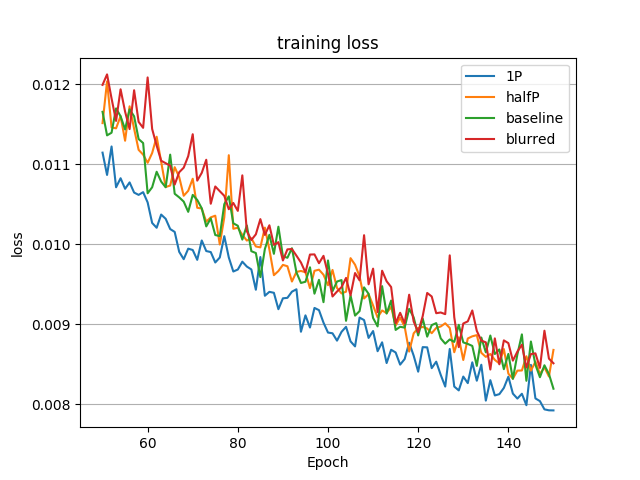 training loss
1P
halfP
baseline
blurred
loss
0.012
0.011
0.010
0.009
0.008
60 80 100 120 140
Epoch